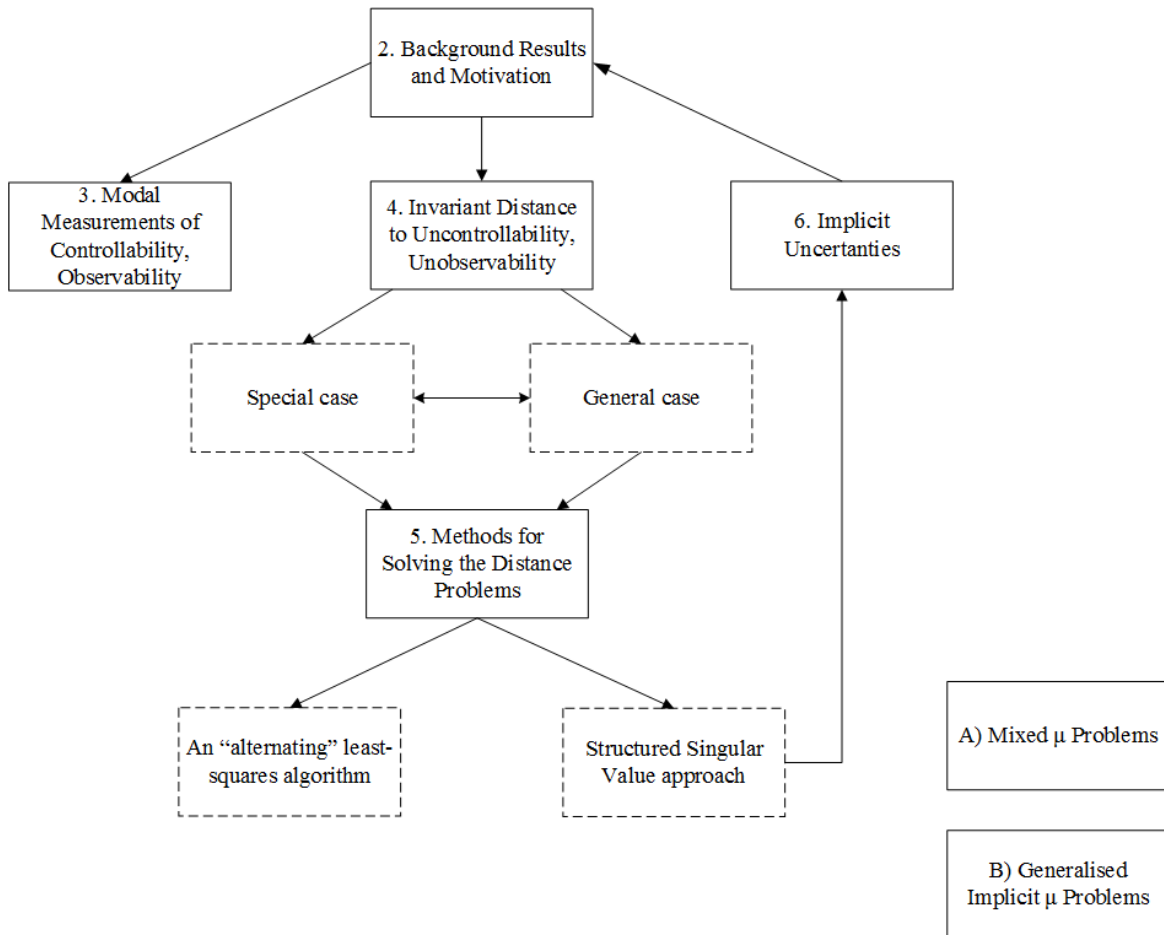 2. Background Results
and Motivation
3. Modal
Measurements of
Controllability,
Observability
4. Invariant Distance
to Uncontrollability,
Unobservability
6. Implicit
Uncertanties
Special case
General case
5. Methods for
Solving the Distance
Problems
An “alternating” least-
squares algorithm
Structured Singular
Value approach
A) Mixed μ Problems
B) Generalised
Implicit μ Problems